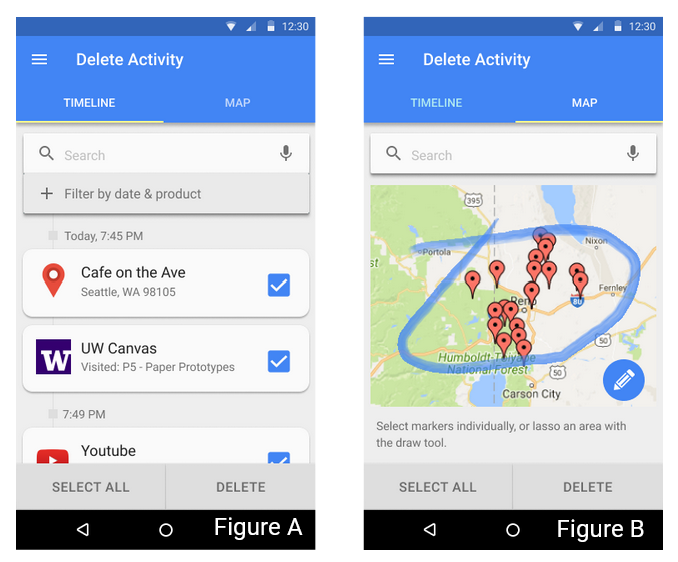 12:30
Delete Activity
TIMELINE MAP
Search
Filter by date & product
Today, 7:45 PM
Cafe on the Ave
Seattle, WA 98105
W
UW Canvas
Visited: P5 - Paper Prototypes
7:49 PM
Youtube
SELECT ALL DELETE
Figure A
12:30
Delete Activity
TIMELINE MAP
Search
395
Nixon
Portola
st
Reno
80
Fernley
50
Humboldt-Toiyabe
National Forest
50
Carson City
Select markers individually, or lasso an area with
the draw tool.
SELECT ALL DELETE
Figure B